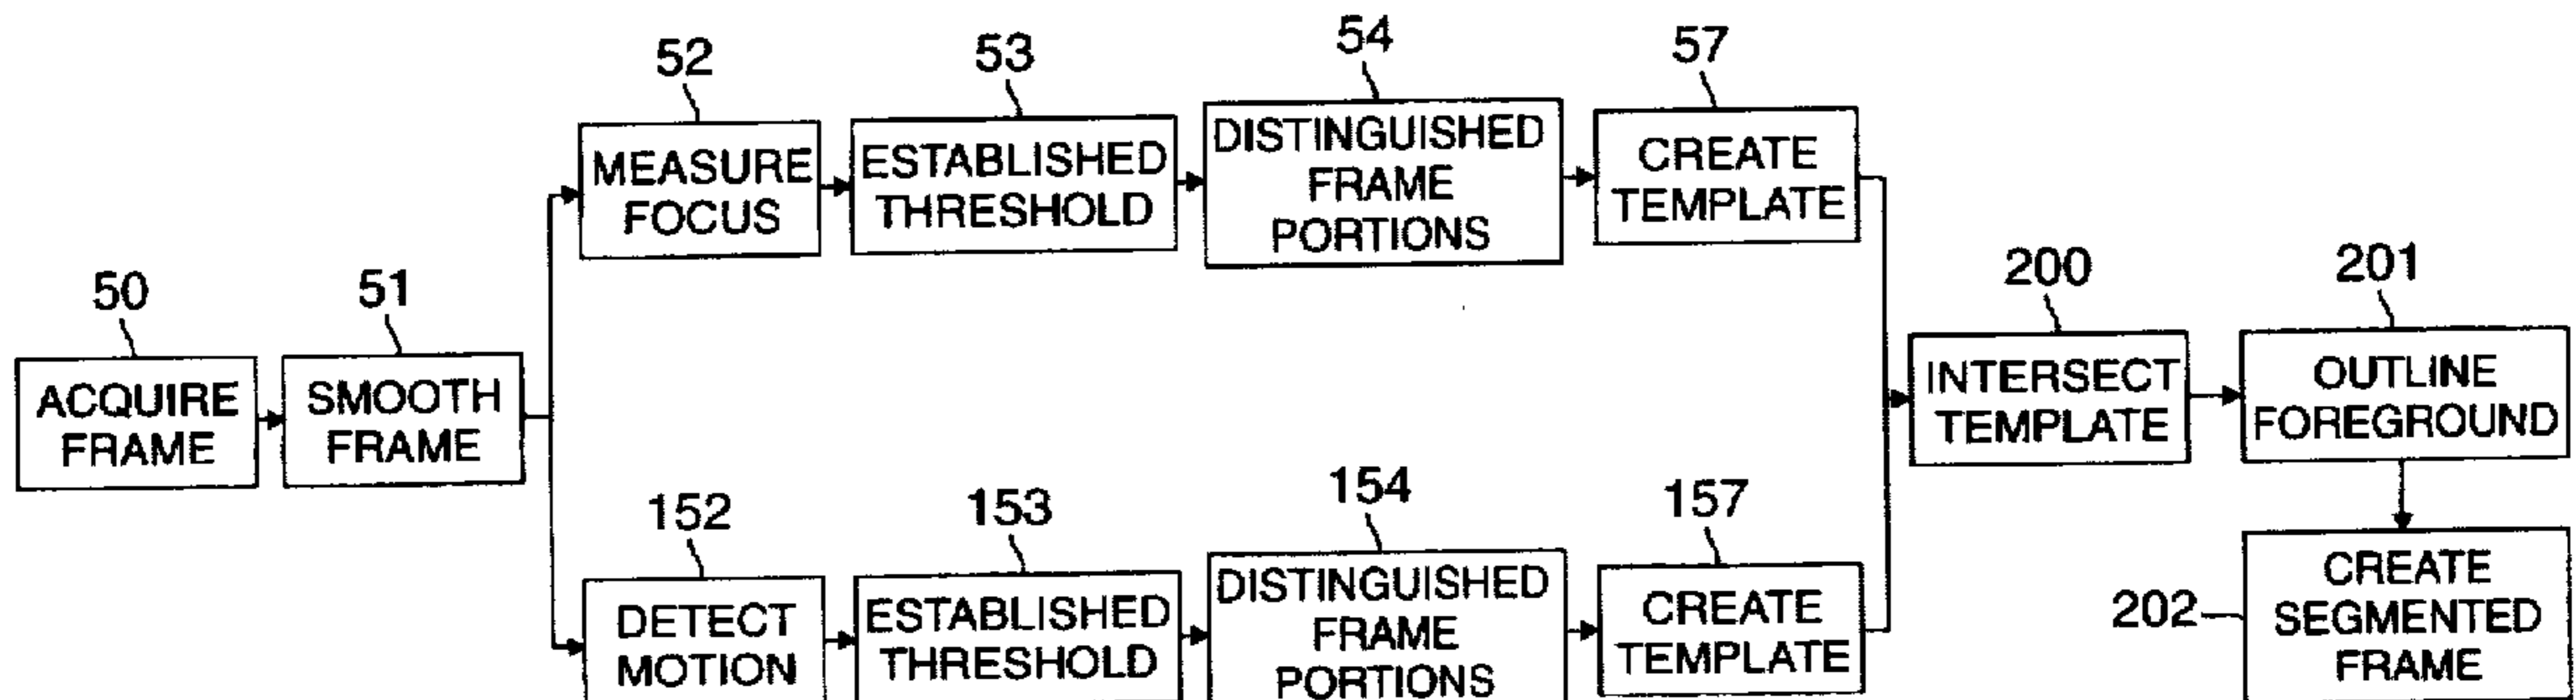 50
ACQUIRE
FRAME
51
SMOOTH
FRAME
52
MEASURE
FOCUS
53
ESTABLISHED
THRESHOLD
54
DISTINGUISHED
FRAME
PORTIONS
57
CREATE
TEMPLATE
152
DETECT
MOTION
153
ESTABLISHED
THRESHOLD
154
DISTINGUISHED
FRAME
PORTIONS
157
CREATE
TEMPLATE
200
INTERSECT
TEMPLATE
201
OUTLINE
FOREGROUND
202
CREATE
SEGMENTED
FRAME